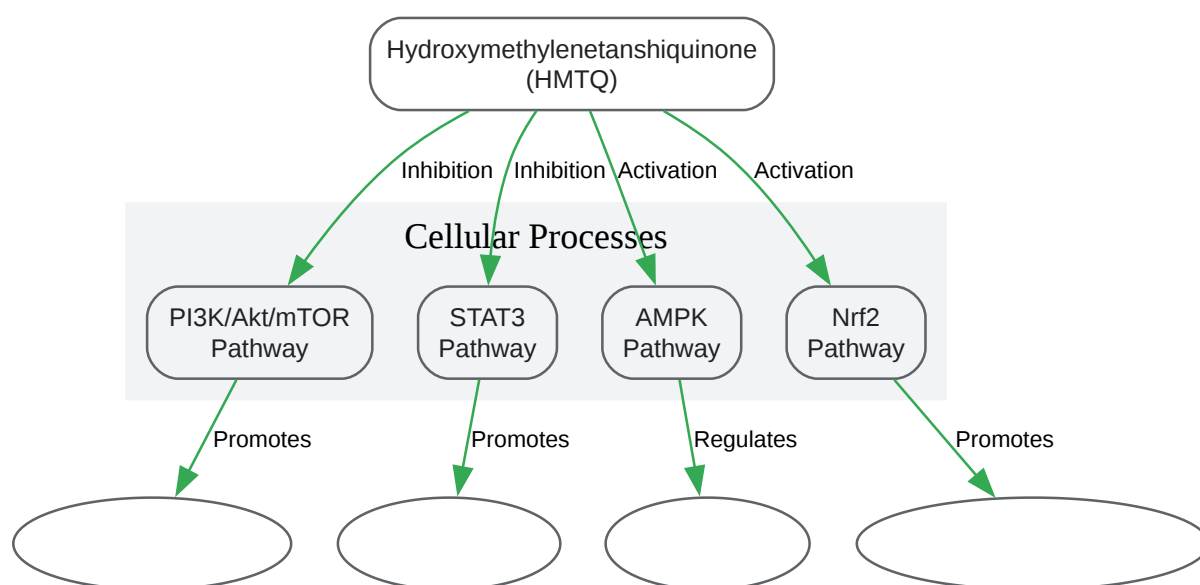 Hydroxymethylenetanshiquinone
(HMTQ)
Inhibition
Inhibition
Activation
Activation
Cellular Processes
PI3K/Akt/mTOR
Pathway
STAT3
Pathway
AMPK
Pathway
Nrf2
Pathway
Promotes
Promotes
Regulates
Promotes